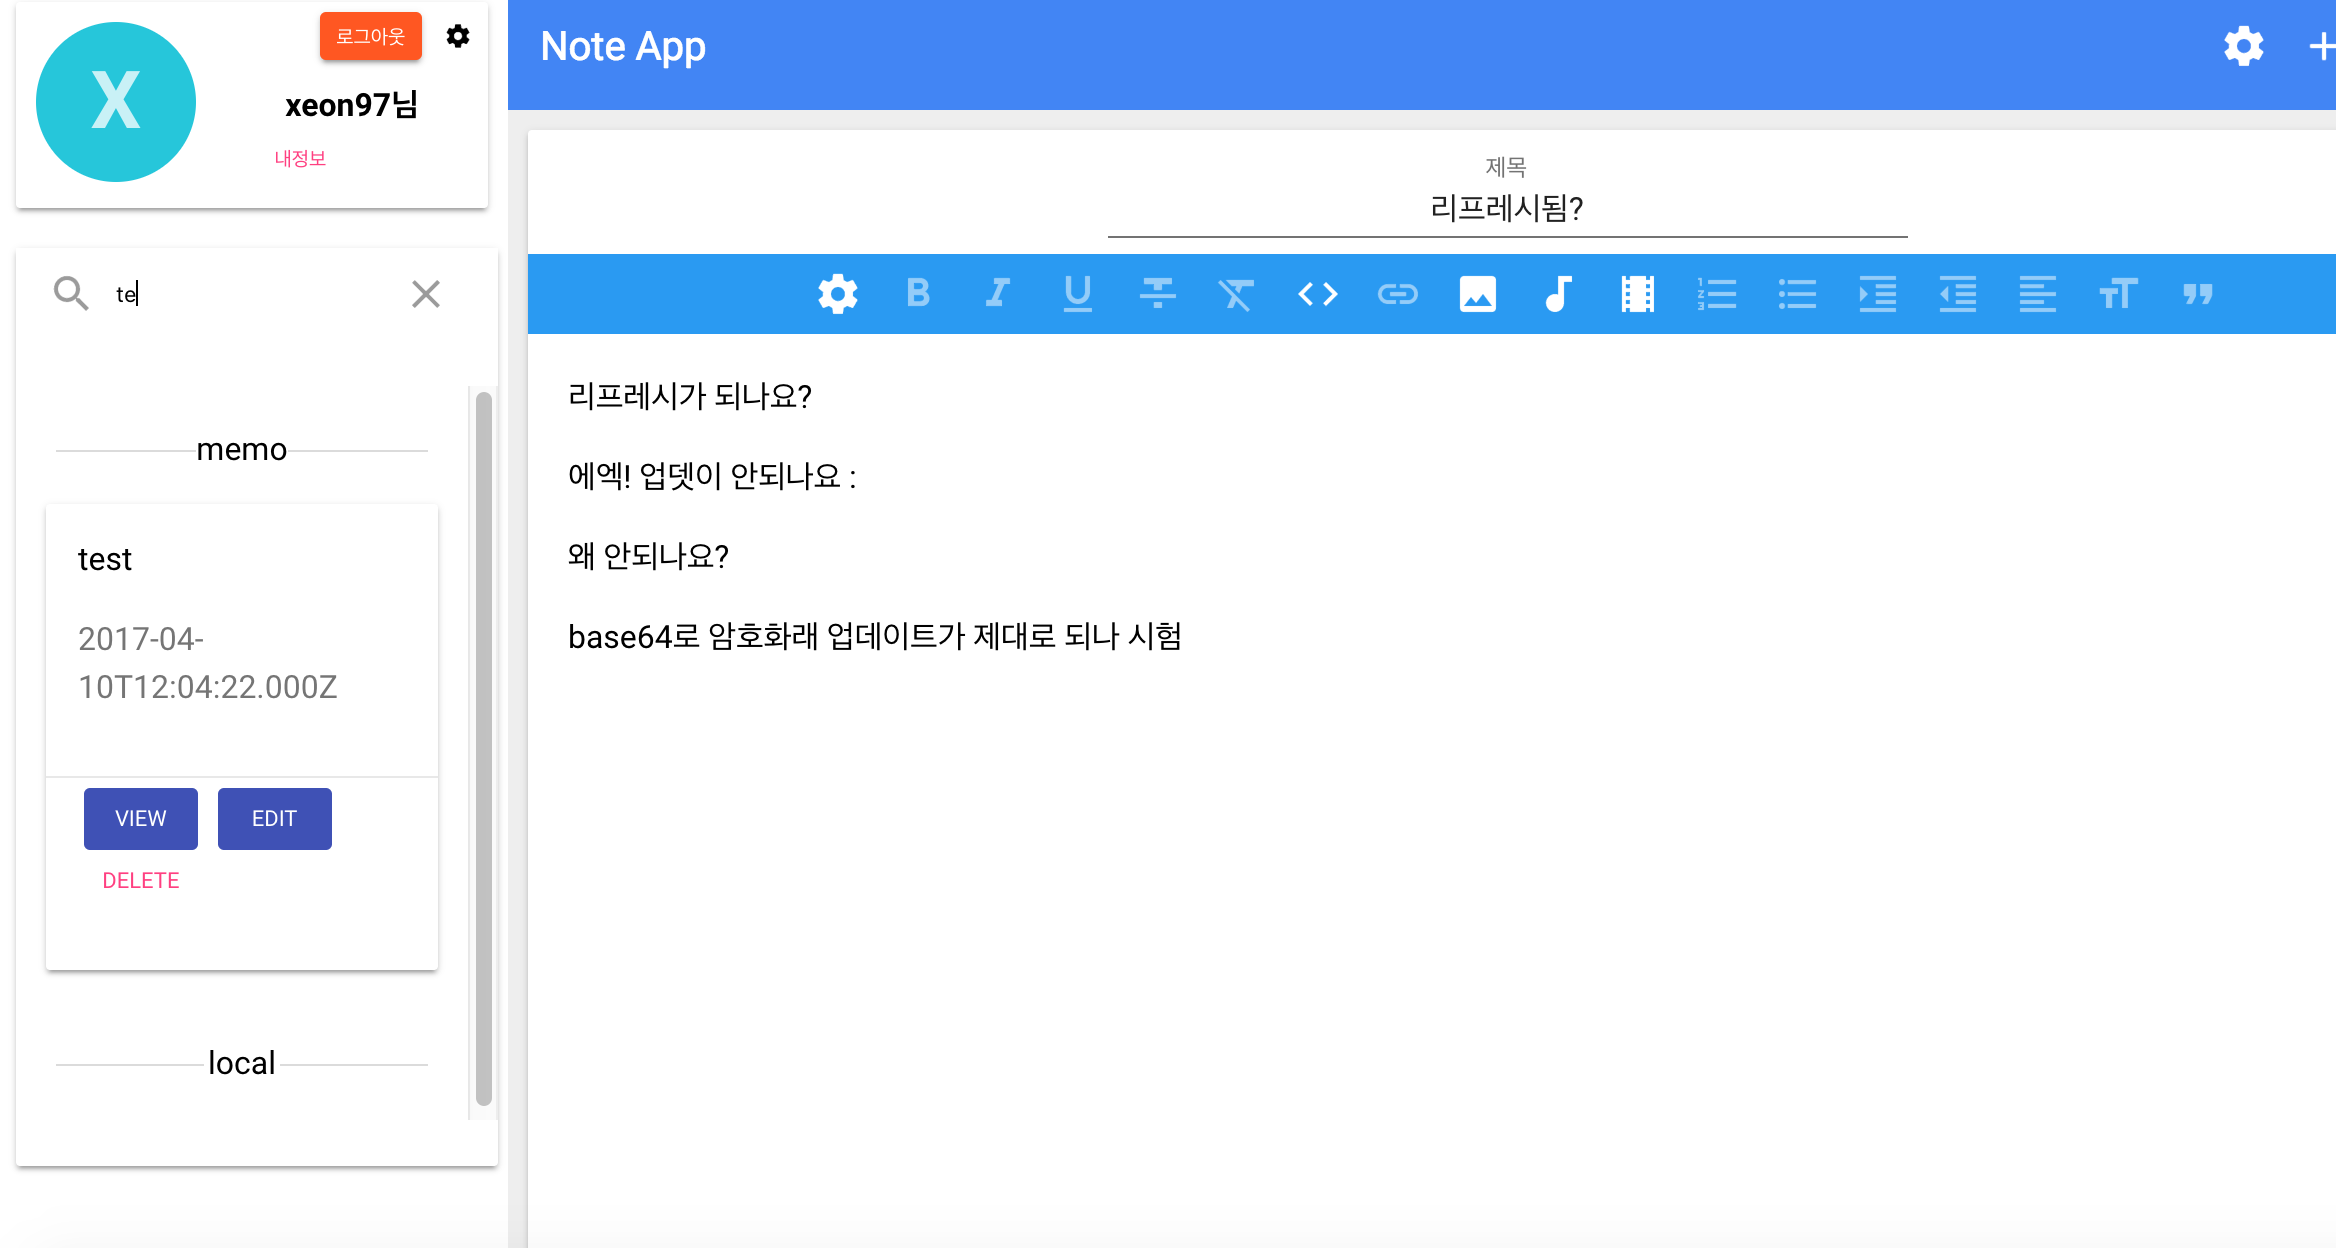 X
로그아웃
xeon97님
내정보
te
memo
test
2017-04-
10T12:04:22.000Z
VIEW EDIT
DELETE
local
Note App
제목
리프레시됨?
리프레시가 되나요?
에엑! 업뎃이 안되나요 :
왜 안되나요?
base64로 암호화래 업데이트가 제대로 되나 시험